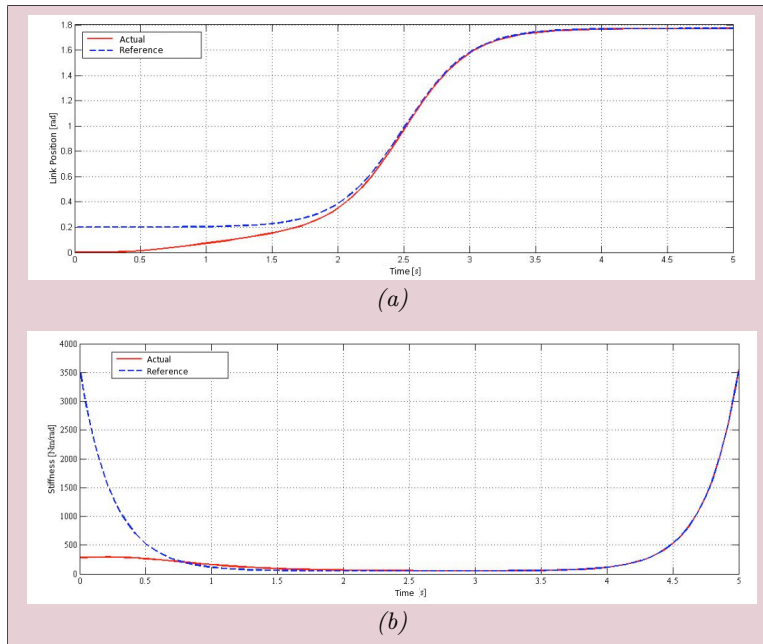 1.8
1.6
1.4
1.2
1
0.8
0.6
0.4
0.2
0
Link Position [rad]
Actual
Reference
0 0.5 1 1.5 2 2.5 3 3.5 4 4.5 5
Time [s]
(a)
4000
3500
3000
2500
2000
1500
1000
500
0
Stiffness [Nm/rad]
Actual
Reference
0 0.5 1 1.5 2 2.5 3 3.5 4 4.5 5
Time [s]
(b)